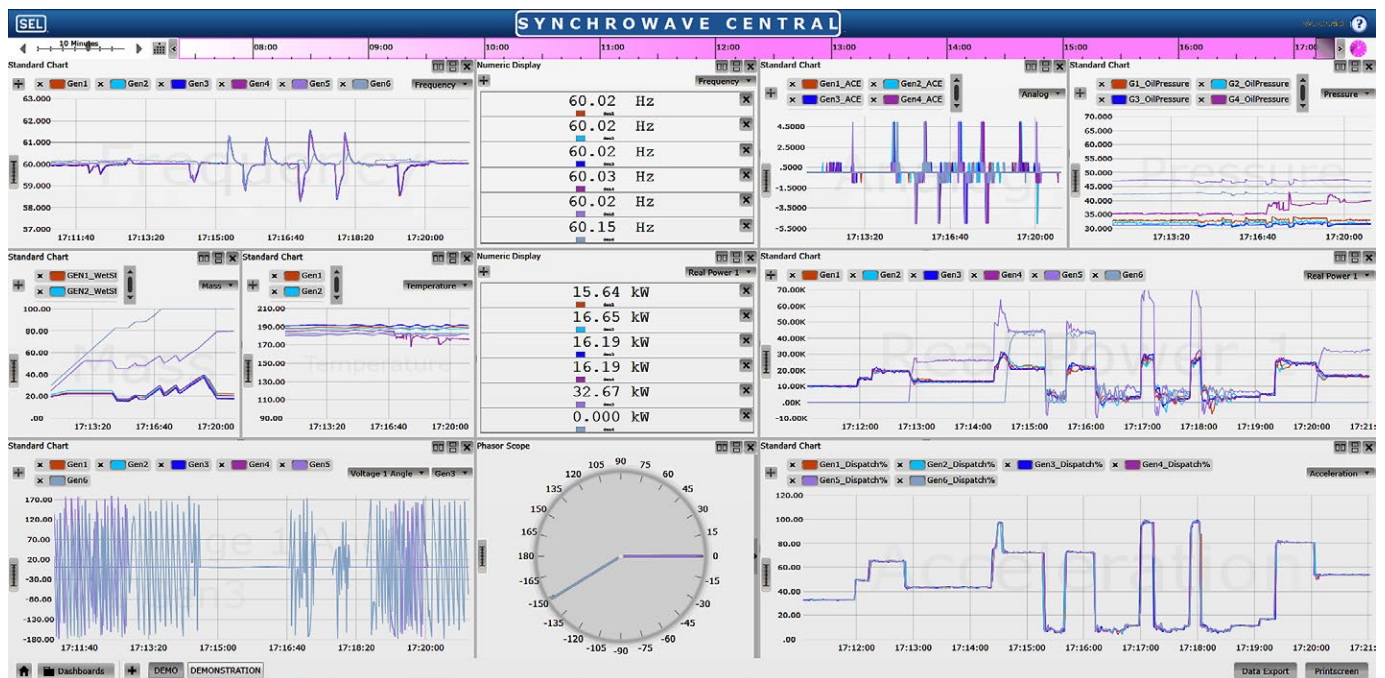 SEL SYNCHROWAVE CENTRAL ?
10 Minutes 08:00 09:00 10:00 11:00 12:00 13:00 14:00 15:00 16:00 17:0
Standard Chart
Gen1 Gen2 Gen3 Gen4 Gen5 Gen6 Frequency
63.000
62.000
61.000
60.000
59.000
58.000
57.000
Frequency
17:11:40 17:13:20 17:15:00 17:16:40 17:18:20 17:20:00
Numeric Display
Frequency
60.02 Hz
60.02 Hz
60.02 Hz
60.03 Hz
60.02 Hz
60.15 Hz
Standard Chart
Gen1_ACE Gen2_ACE
Gen3_ACE Gen4_ACE
Analog
4.5000
2.5000
.5000
-1.5000
-3.5000
-5.5000
17:13:20 17:16:40 17:20:00
Standard Chart
G1_OilPressure G2_OilPressure
G3_OilPressure G4_OilPressure
Pressure
70.000
65.000
60.000
55.000
50.000
45.000
40.000
35.000
30.000
Pressure
17:13:20 17:16:40 17:20:00
Standard Chart
GEN1_WetSt
GEN2_WetSt
Mass
100.00
80.00
60.00
40.00
20.00
.00
Mass
17:13:20 17:16:40 17:20:00
Standard Chart
Gen1
Gen2
Temperature
210.00
190.00
170.00
150.00
130.00
110.00
90.00
Temperature
17:13:20 17:16:40 17:20:00
Numeric Display
Real Power 1
15.64 kW
16.65 kW
16.19 kW
16.19 kW
32.67 kW
0.000 kW
Standard Chart
Gen1 Gen2 Gen3 Gen4 Gen5 Gen6 Real Power 1
70.00K
60.00K
50.00K
40.00K
30.00K
20.00K
10.00K
.00K
-10.00K
Real Power 1
17:12:00 17:13:00 17:14:00 17:15:00 17:16:00 17:17:00 17:18:00 17:19:00 17:20:00 17:21:
Standard Chart
Gen1 Gen2 Gen3 Gen4 Gen5
Gen6
Voltage 1 Angle Gen3
170.00
120.00
70.00
20.00
-30.00
-80.00
-130.00
-180.00
17:11:40 17:13:20 17:15:00 17:16:40 17:18:20 17:20:00
Phasor Scope
90
105 75
120 60
135 45
150 30
165 15
180 0
-165 -15
-150 -30
-135 -45
-120 -60
-105 -75
-90
Standard Chart
Gen1_Dispatch% Gen2_Dispatch% Gen3_Dispatch% Gen4_Dispatch%
Gen5_Dispatch% Gen6_Dispatch%
Acceleration
120.00
100.00
80.00
60.00
40.00
20.00
.00
Acceleration
17:12:00 17:13:00 17:14:00 17:15:00 17:16:00 17:17:00 17:18:00 17:19:00 17:20:00 17:21:
Dashboards DEMO DEMONSTRATION Data Export Printscreen